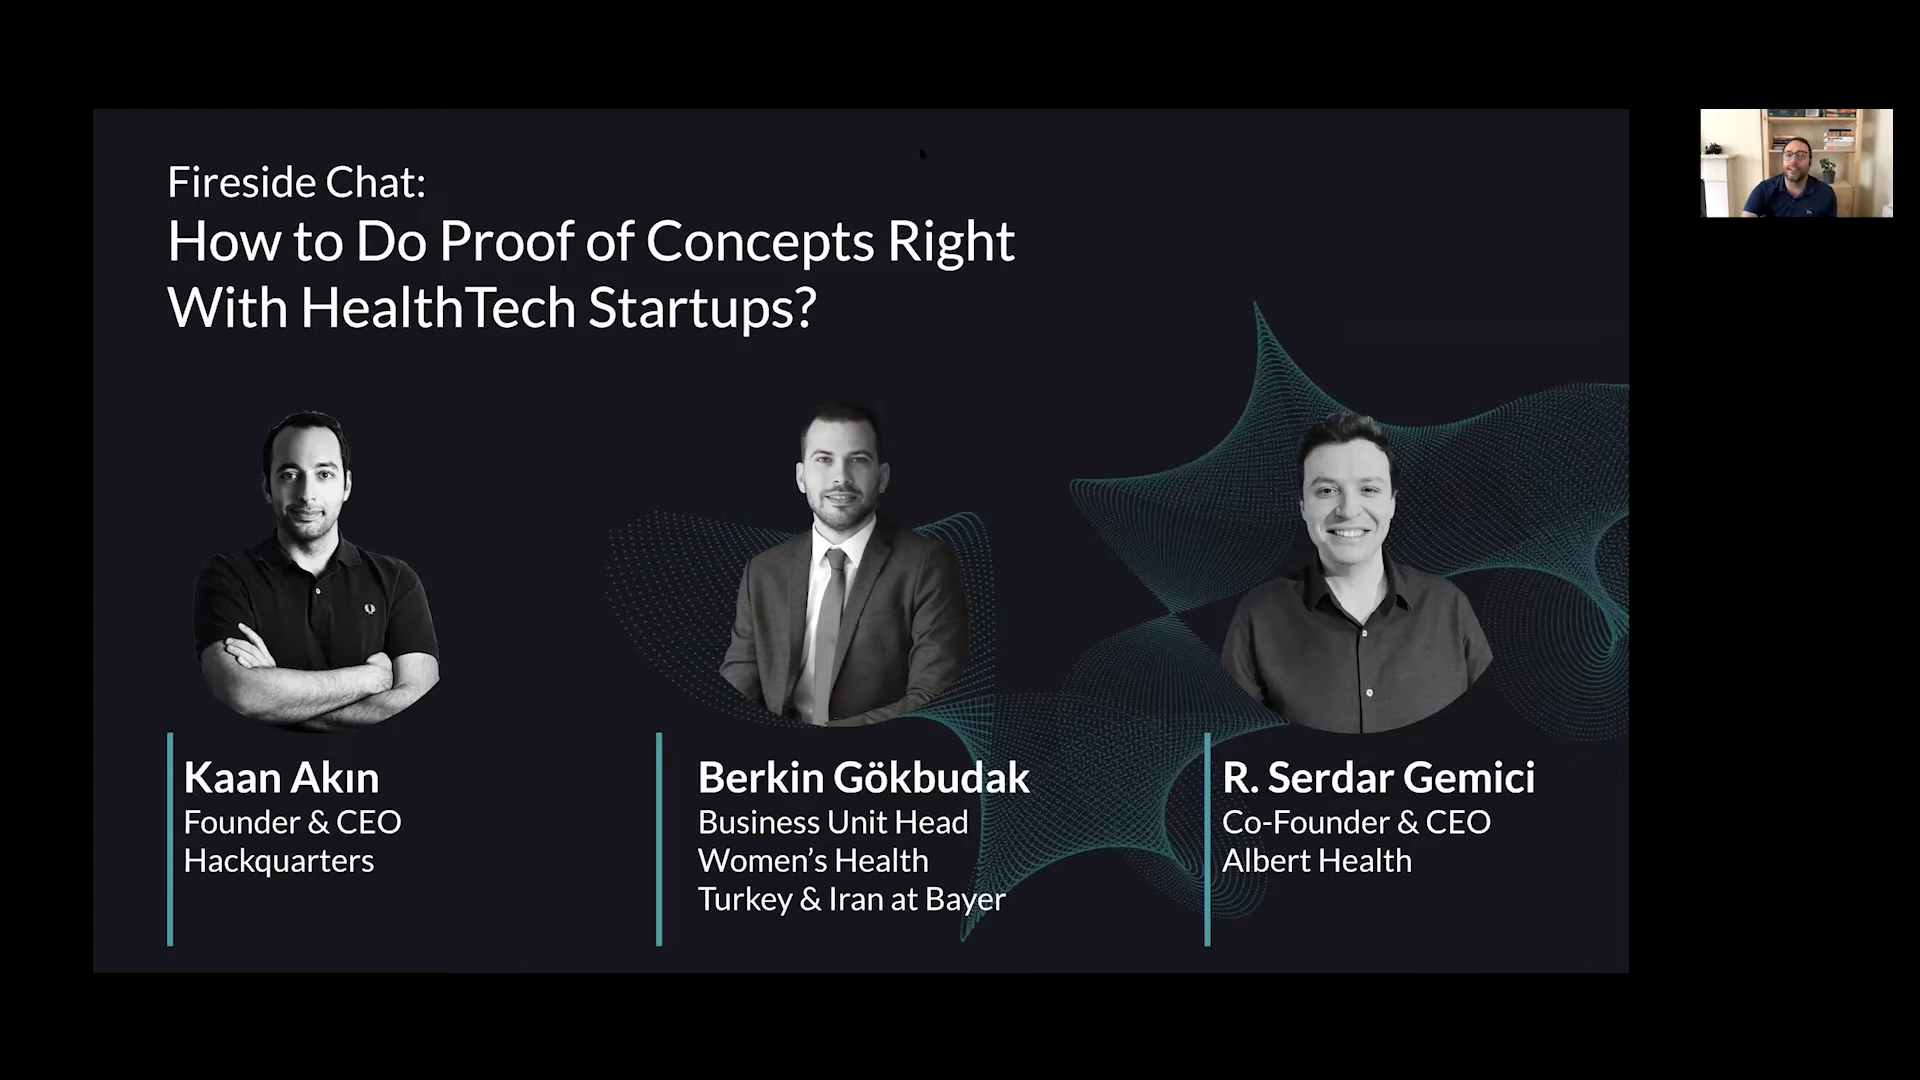 Fireside Chat:
How to Do Proof of Concepts Right
With HealthTech Startups?
Kaan Akın
Founder & CEO
Hackquarters
Berkin Gökbudak
Business Unit Head
Women's Health
Turkey & Iran at Bayer
R. Serdar Gemici
Co-Founder & CEO
Albert Health